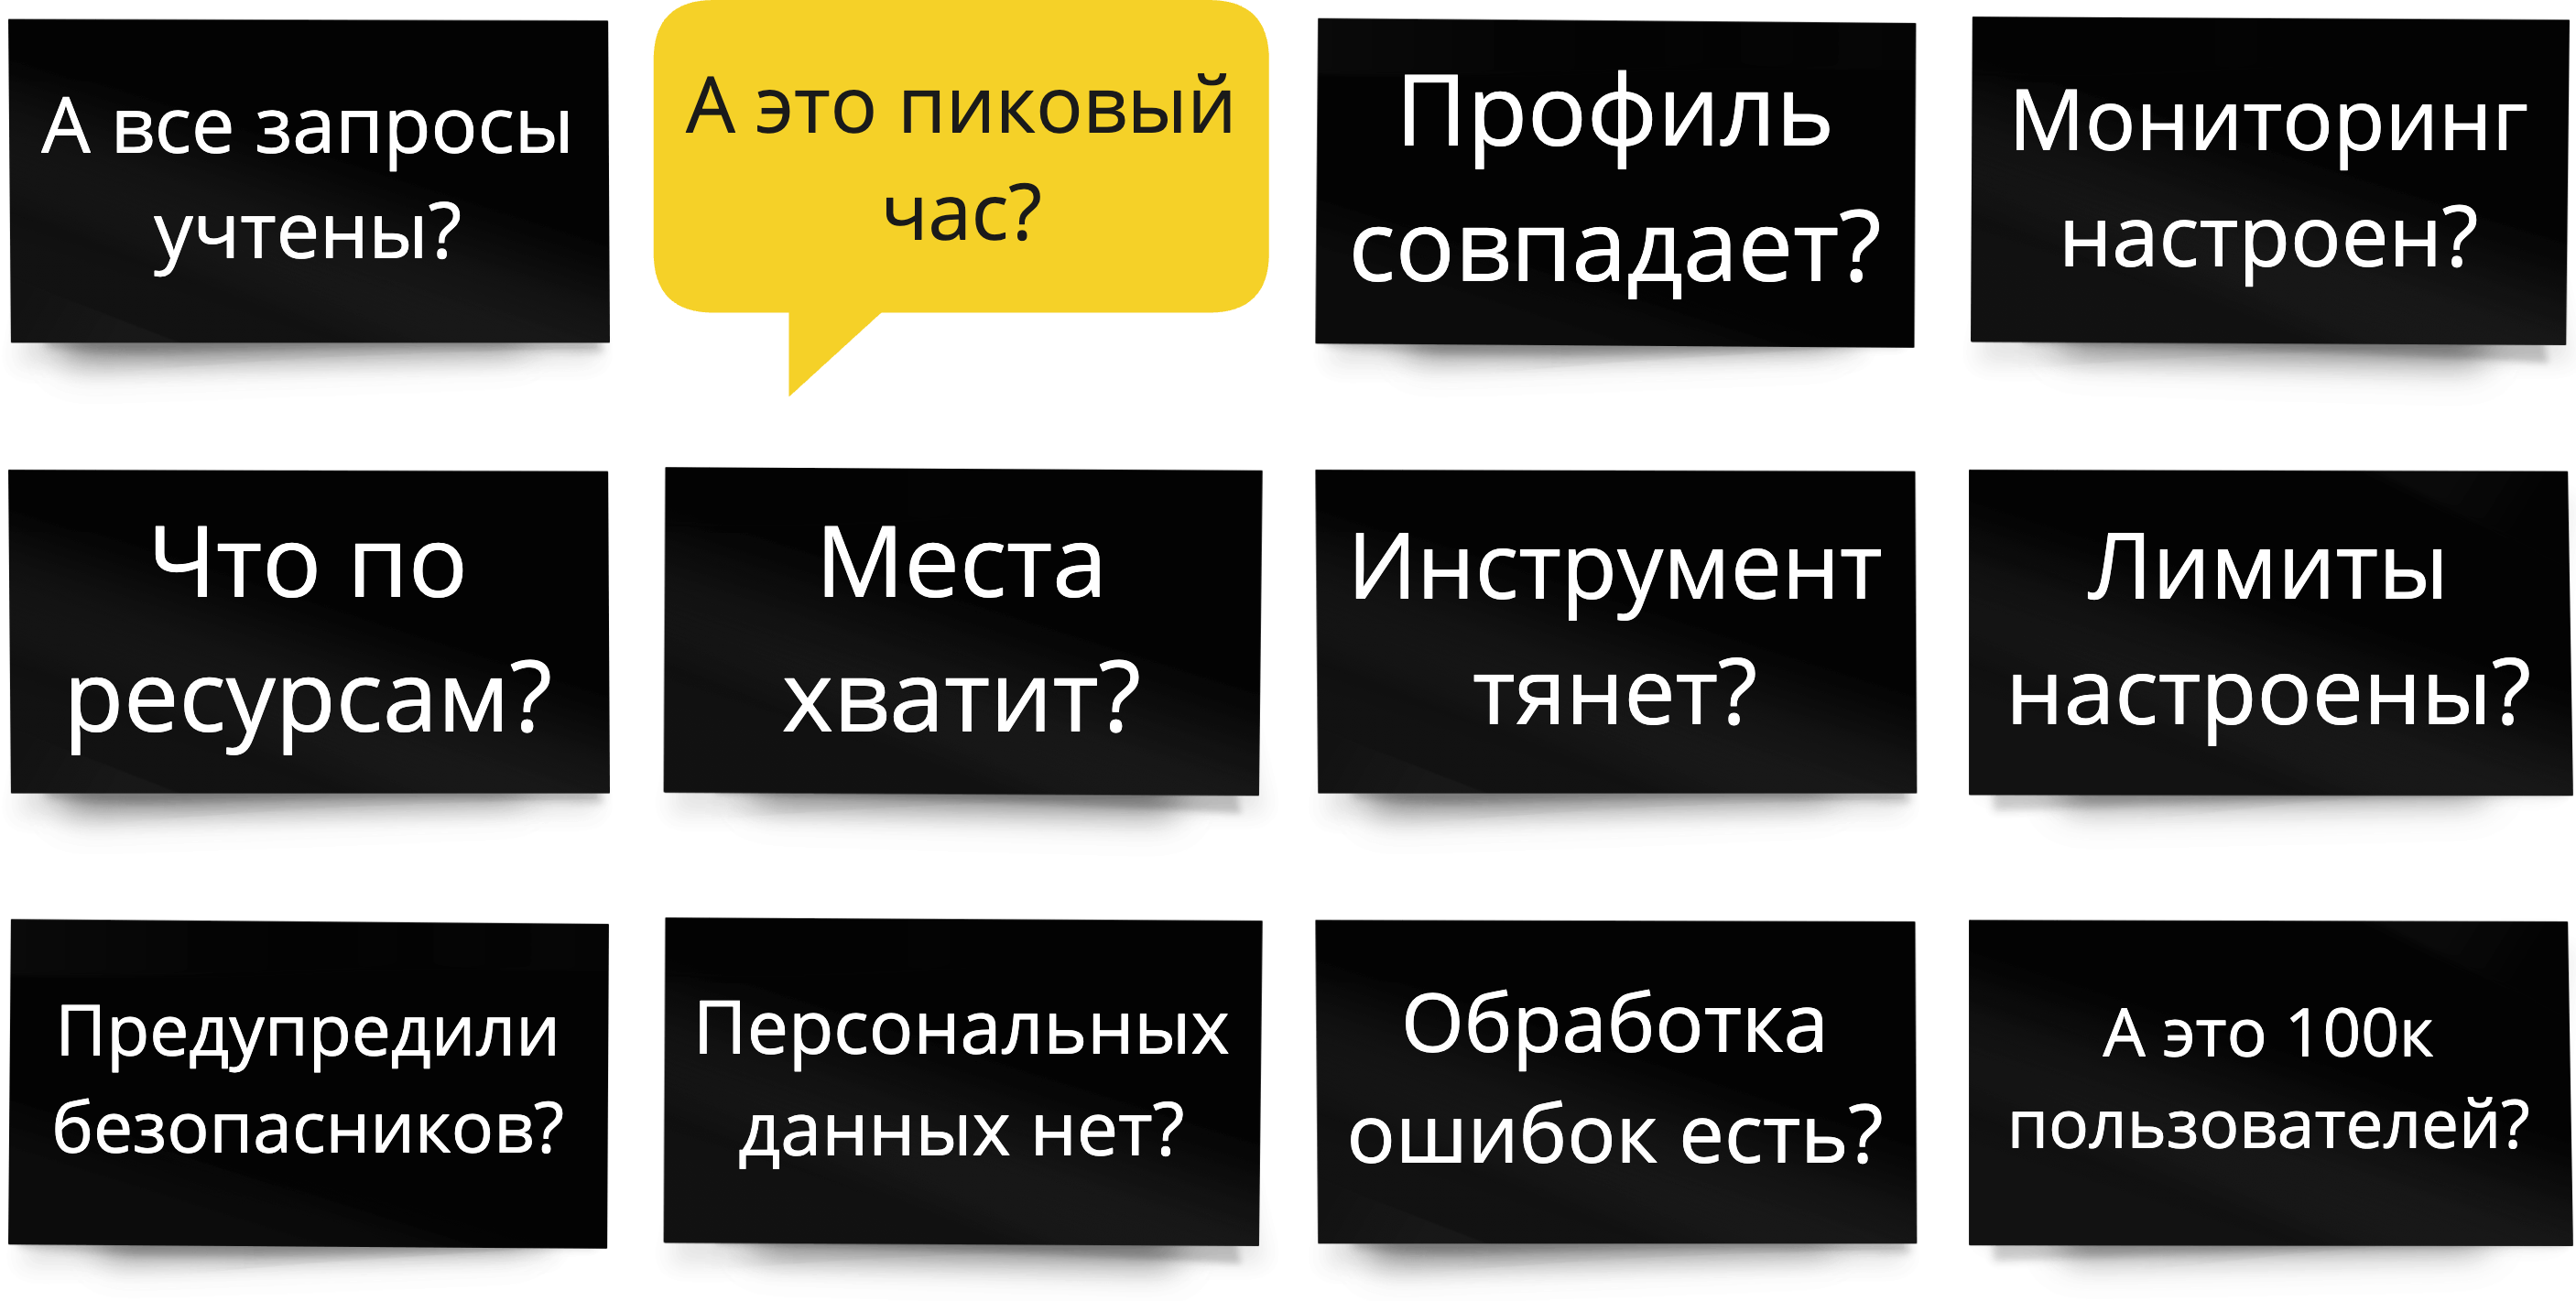 А все запросы
учтены?
А это пиковый
час?
Профиль
совпадает?
Мониторинг
настроен?
Что по
ресурсам?
Места
хватит?
Инструмент
тянет?
Лимиты
настроены?
Предупредили
безопасников?
Персональных
данных нет?
Обработка
ошибок есть?
А это 100к
пользователей?